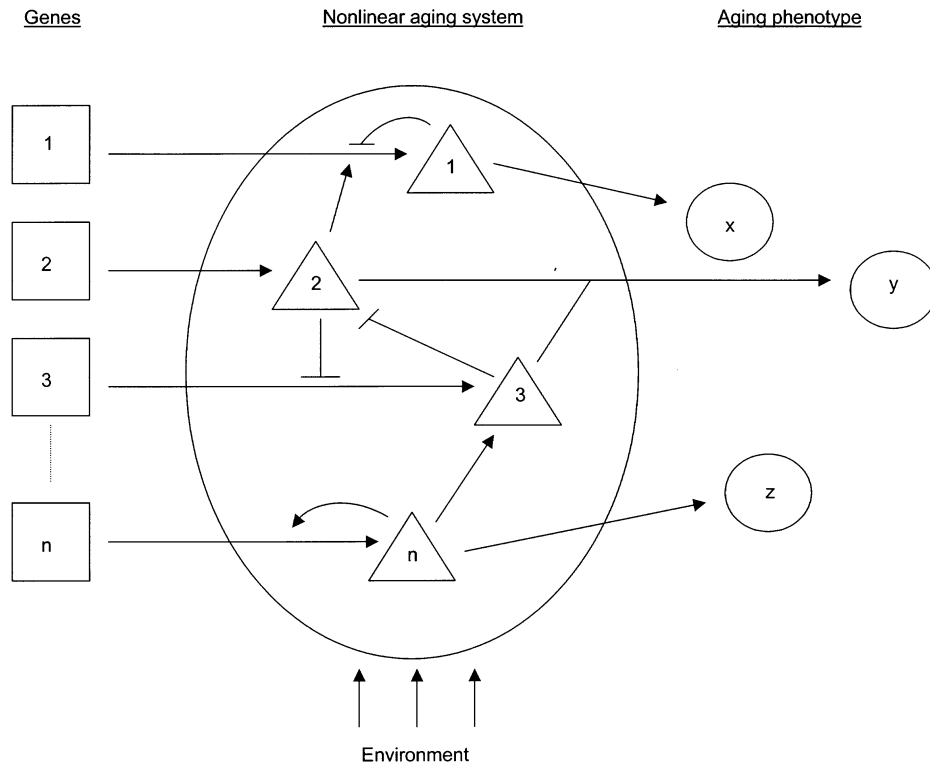 Genes Nonlinear aging system Aging phenotype
1
1
x
2
2
y
3
3
z
n
n
Environment